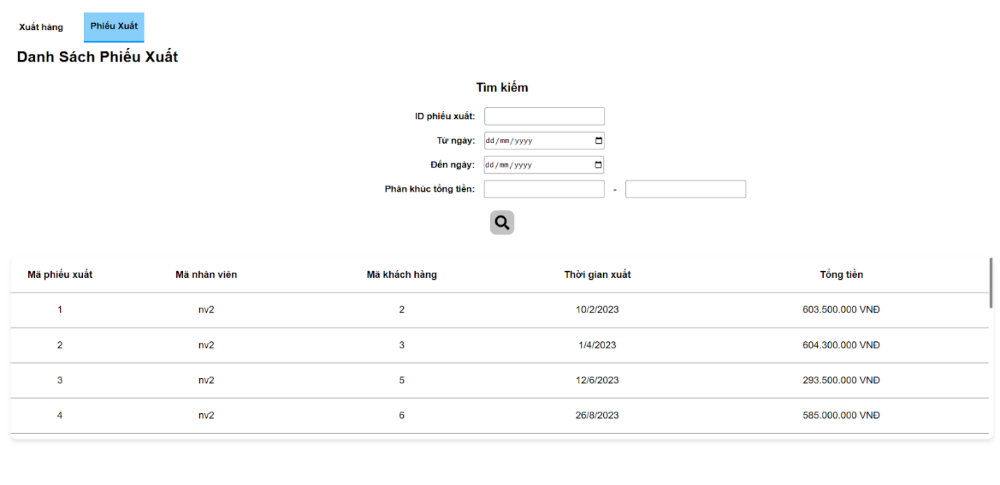 Xuất hàng Phiếu Xuất
Danh Sách Phiếu Xuất
Tìm kiếm
ID phiếu xuất:
Từ ngày: dd/mm/yyyy
Đến ngày: dd/mm/yyyy
Phân khúc tổng tiền: -
Mã phiếu xuất Mã nhân viên Mã khách hàng Thời gian xuất Tổng tiền
1 nv2 2 10/2/2023 603.500.000 VNĐ
2 nv2 3 1/4/2023 604.300.000 VNĐ
3 nv2 5 12/6/2023 293.500.000 VNĐ
4 nv2 6 26/8/2023 585.000.000 VNĐ